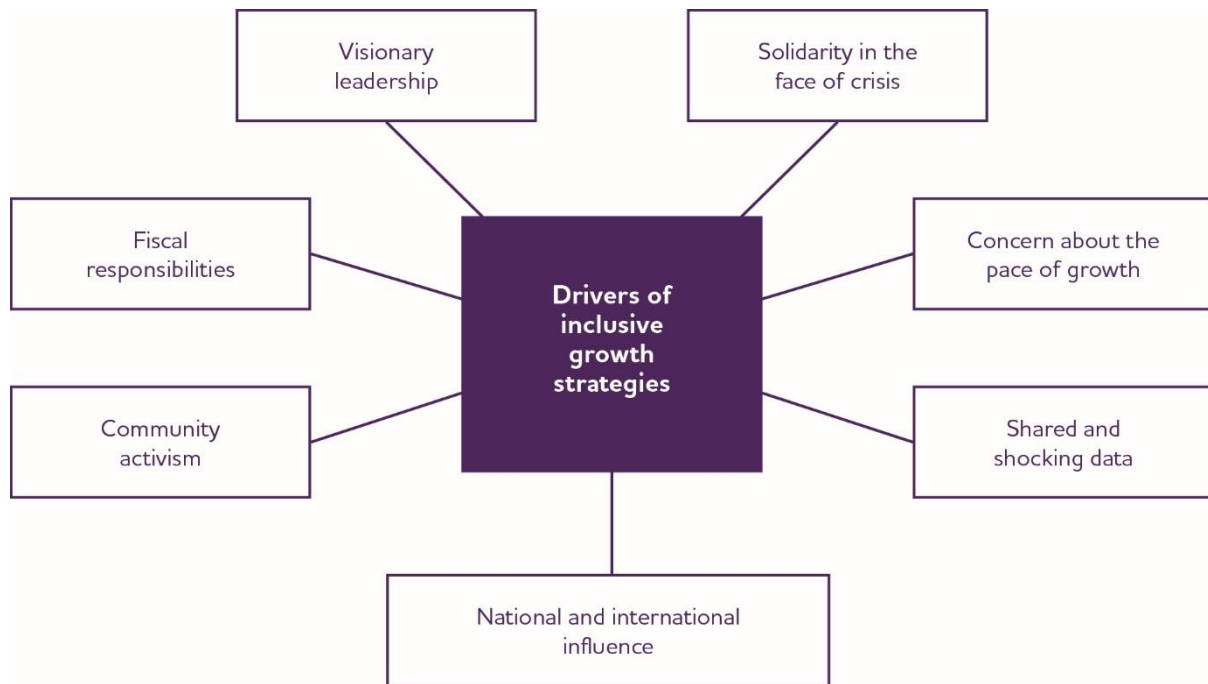 Visionary
leadership
Solidarity in the
face of crisis
Fiscal
responsibilities
Concern about the
pace of growth
Drivers of
inclusive
growth
strategies
Community
activism
Shared and
shocking data
National and international
influence